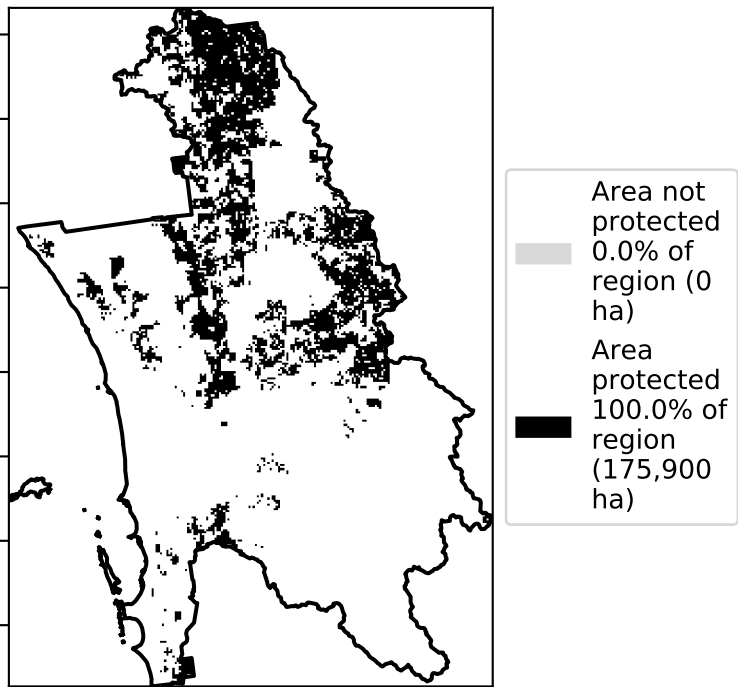 Area not
protected
0.0% of
region (0
ha)
Area
protected
100.0% of
region
(175,900
ha)